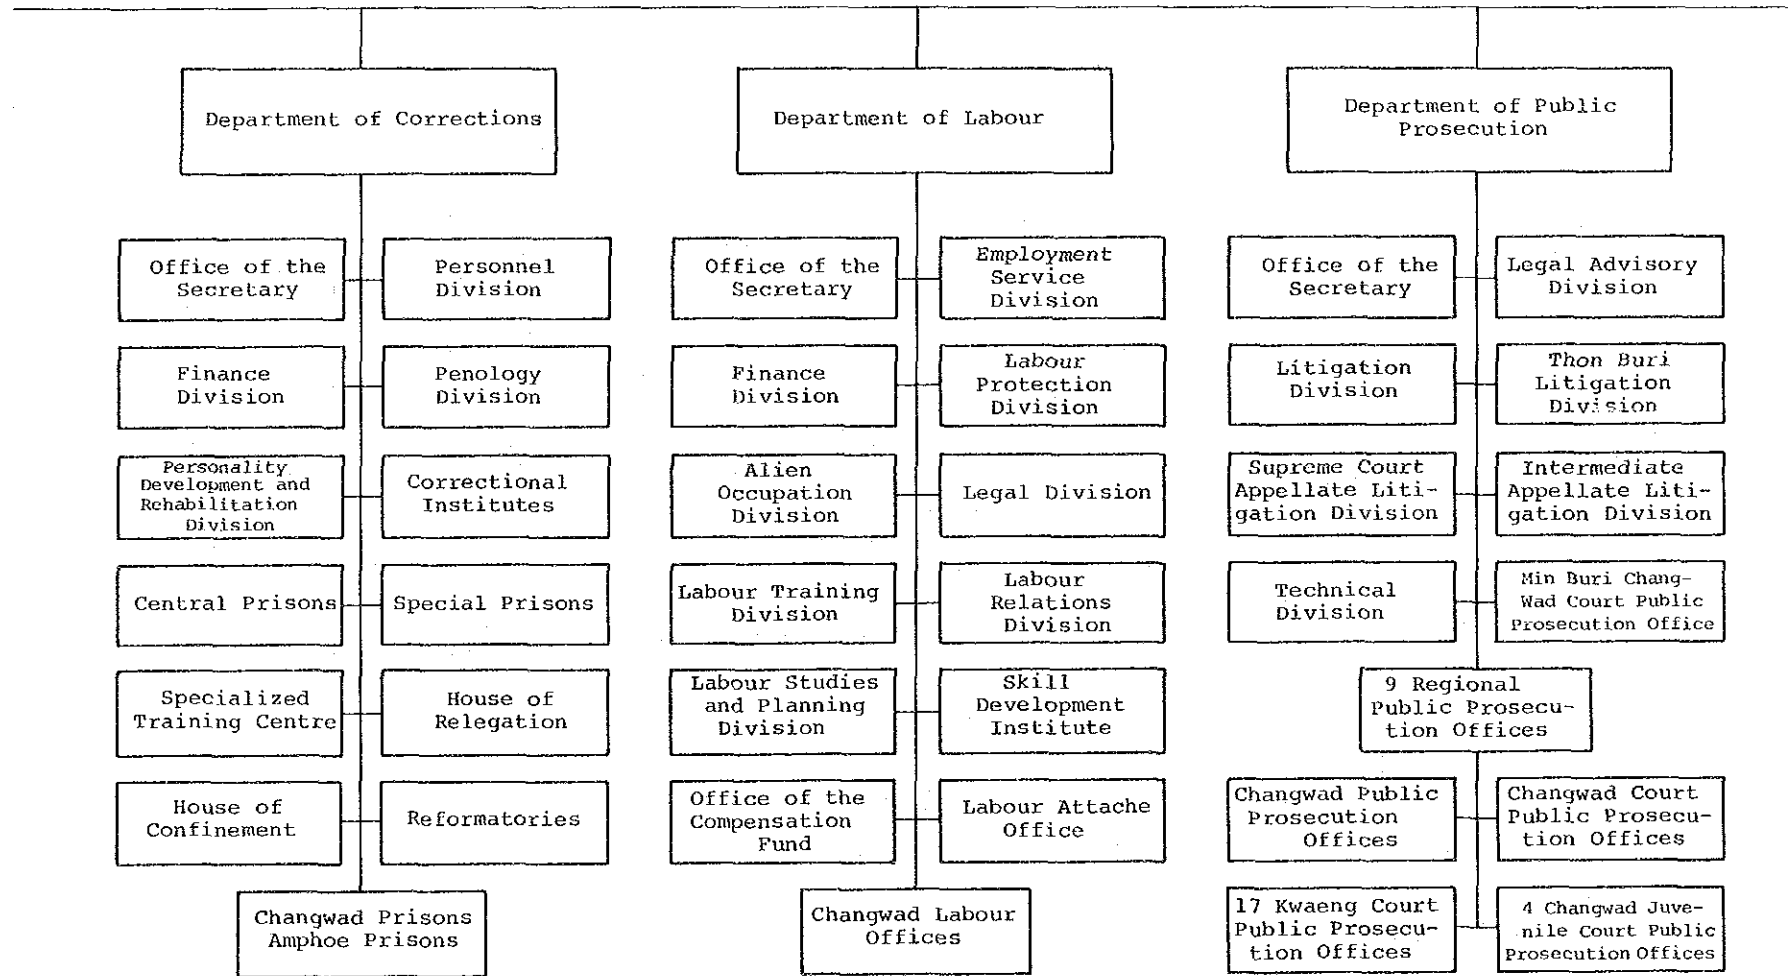 Department of Corrections
Office of the
Secretary
Personnel
Division
Finance
Division
Penology
Division
Personality
Development and
Rehabilitation
Division
Correctional
Institutes
Central Prisons
Special Prisons
Specialized
Training Centre
House of
Relegation
House of
Confinement
Reformatories
Changwad Prisons
Amphoe Prisons
Department of Labour
Office of the
Secretary
Employment
Service
Division
Finance
Division
Labour
Protection
Division
Alien
Occupation
Division
Legal Division
Labour Training
Division
Labour
Relations
Division
Labour Studies
and Planning
Division
Skill
Development
Institute
Office of the
Compensation
Fund
Labour Attache
Office
Changwad Labour
Offices
Department of Public
Prosecution
Office of the
Secretary
Legal Advisory
Division
Litigation
Division
Thon Buri
Litigation
Division
Supreme Court
Appellate Liti-
gation Division
Intermediate
Appellate Liti-
gation Division
Technical
Division
Min Buri Chang-
Wad Court Public
Prosecution Office
9 Regional
Public Prosecu-
tion Offices
Changwad Public
Prosecution
Offices
Changwad Court
Public Prosecu-
tion Offices
17 Kwaeng Court
Public Prosecu-
tion Offices
4 Changwad Juve-
nile Court Public
Prosecution Offices